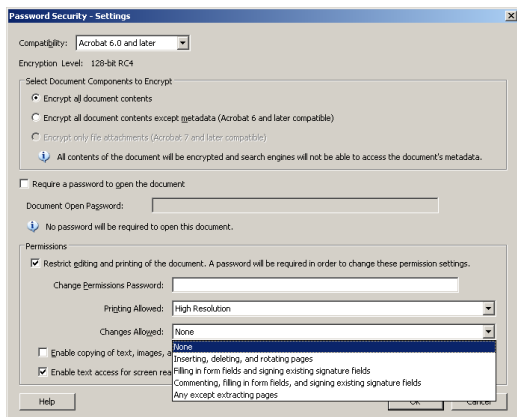 Password Security - Settings
Compatibility: Acrobat 6.0 and later
Encryption Level: 128-bit RC4
Select Document Components to Encrypt
Encrypt all document contents
Encrypt all document contents except metadata (Acrobat 6 and later compatible)
Encrypt only file attachments (Acrobat 7 and later compatible)
All contents of the document will be encrypted and search engines will not be able to access the document's metadata.
Require a password to open the document
Document Open Password:
No password will be required to open this document.
Permissions
Restrict editing and printing of the document. A password will be required in order to change these permission settings.
Change Permissions Password:
Printing Allowed: High Resolution
Changes Allowed: None
None
Enable copying of text, images, a
Inserting, deleting, and rotating pages
Filling in form fields and signing existing signature fields
Enable text access for screen rea
Commenting, filling in form fields, and signing existing signature fields
Any except extracting pages
Help OK Cancel